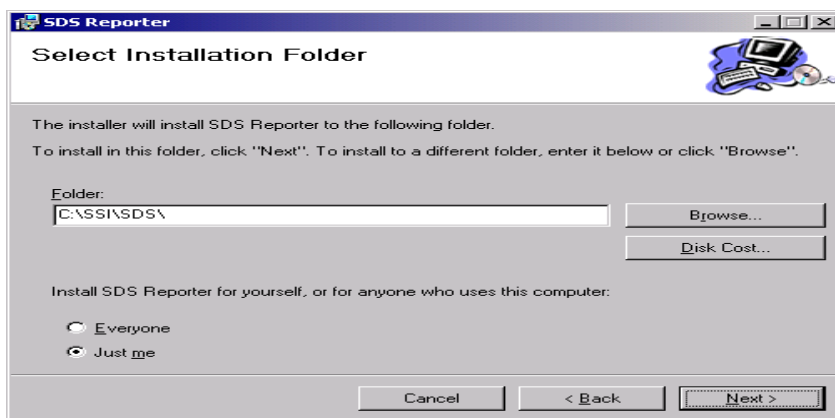 SDS Reporter
Select Installation Folder
The installer will install SDS Reporter to the following folder.
To install in this folder, click "Next". To install to a different folder, enter it below or click "Browse".
Folder:
C:\SSI\SDS\
Browse...
Disk Cost...
Install SDS Reporter for yourself, or for anyone who uses this computer:
Everyone
Just me
Cancel
< Back
Next >